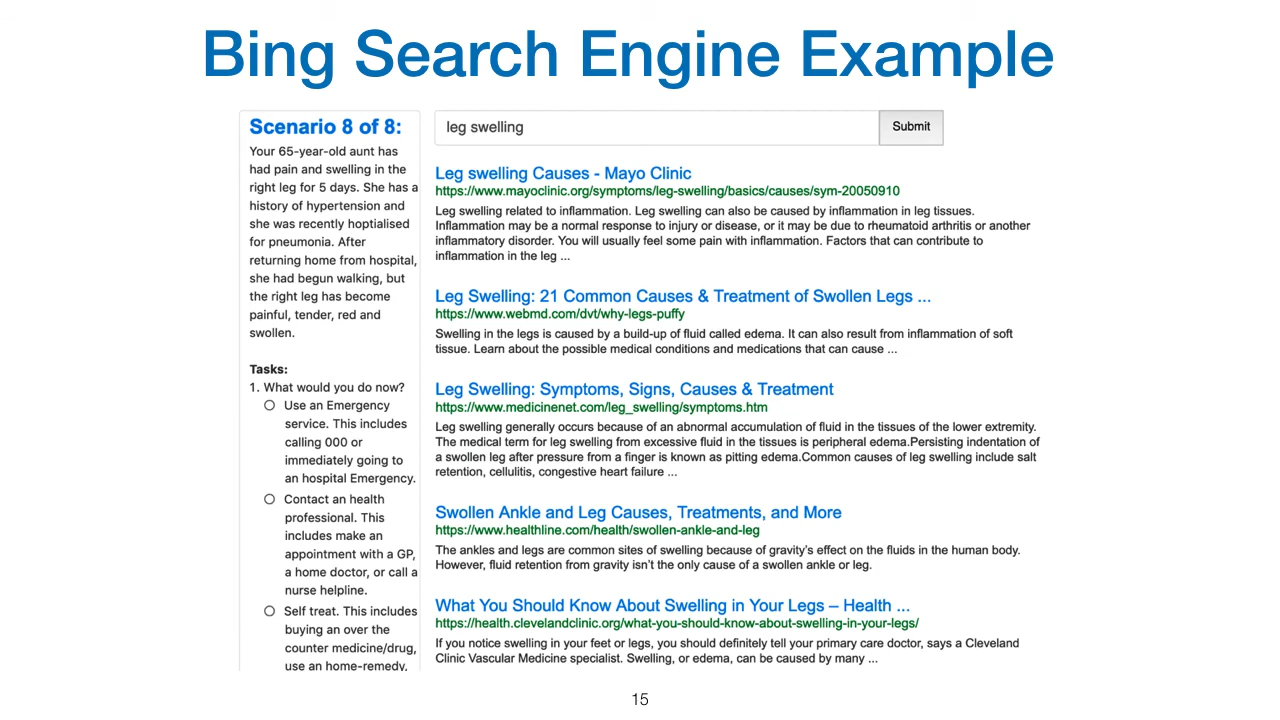 Bing Search Engine Example
Scenario 8 of 8:
Your 65-year-old aunt has
had pain and swelling in the
right leg for 5 days. She has a
history of hypertension and
she was recently hoptialised
for pneumonia. After
returning home from hospital,
she had begun walking, but
the right leg has become
painful, tender, red and
swollen.
Tasks:
1. What would you do now?
Use an Emergency
service. This includes
calling 000 or
immediately going to
an hospital Emergency.
Contact an health
professional. This
includes make an
appointment with a GP,
a home doctor, or call a
nurse helpline.
Self treat. This includes
buying an over the
counter medicine/drug,
use an home-remedy,
leg swelling
Submit
Leg swelling Causes - Mayo Clinic
https://www.mayoclinic.org/symptoms/leg-swelling/basics/causes/sym-20050910
Leg swelling related to inflammation. Leg swelling can also be caused by inflammation in leg tissues.
Inflammation may be a normal response to injury or disease, or it may be due to rheumatoid arthritis or another
inflammatory disorder. You will usually feel some pain with inflammation. Factors that can contribute to
inflammation in the leg ...
Leg Swelling: 21 Common Causes & Treatment of Swollen Legs ...
https://www.webmd.com/dvt/why-legs-puffy
Swelling in the legs is caused by a build-up of fluid called edema. It can also result from inflammation of soft
tissue. Learn about the possible medical conditions and medications that can cause ...
Leg Swelling: Symptoms, Signs, Causes & Treatment
https://www.medicinenet.com/leg_swelling/symptoms.htm
Leg swelling generally occurs because of an abnormal accumulation of fluid in the tissues of the lower extremity.
The medical term for leg swelling from excessive fluid in the tissues is peripheral edema.Persisting indentation of
a swollen leg after pressure from a finger is known as pitting edema.Common causes of leg swelling include salt
retention, cellulitis, congestive heart failure ...
Swollen Ankle and Leg Causes, Treatments, and More
https://www.healthline.com/health/swollen-ankle-and-leg
The ankles and legs are common sites of swelling because of gravity's effect on the fluids in the human body.
However, fluid retention from gravity isn't the only cause of a swollen ankle or leg.
What You Should Know About Swelling in Your Legs – Health ...
https://health.clevelandclinic.org/what-you-should-know-about-swelling-in-your-legs/
If you notice swelling in your feet or legs, you should definitely tell your primary care doctor, says a Cleveland
Clinic Vascular Medicine specialist. Swelling, or edema, can be caused by many ...
15